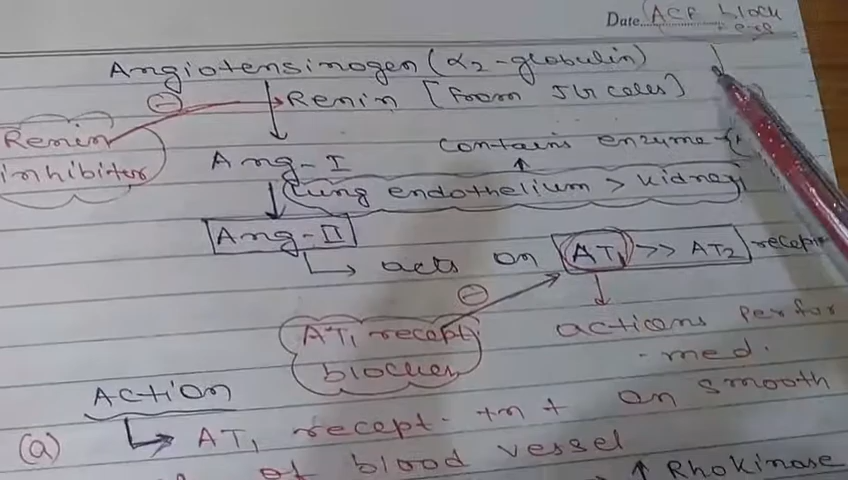 Date ACE block
Angiotensinogen (α2-globulin)
⊖ Renin [from JG cells]
Renin
inhibitor
Ang-I contains enzyme
Lung endothelium > kidney
Ang-II
acts on AT1 >> AT2 recept
⊖
AT1 recept
blocker
actions perfor
-med.
ACTION
(a) AT1 recept. +nt on smooth
of blood vessel
↑ Rhokinase